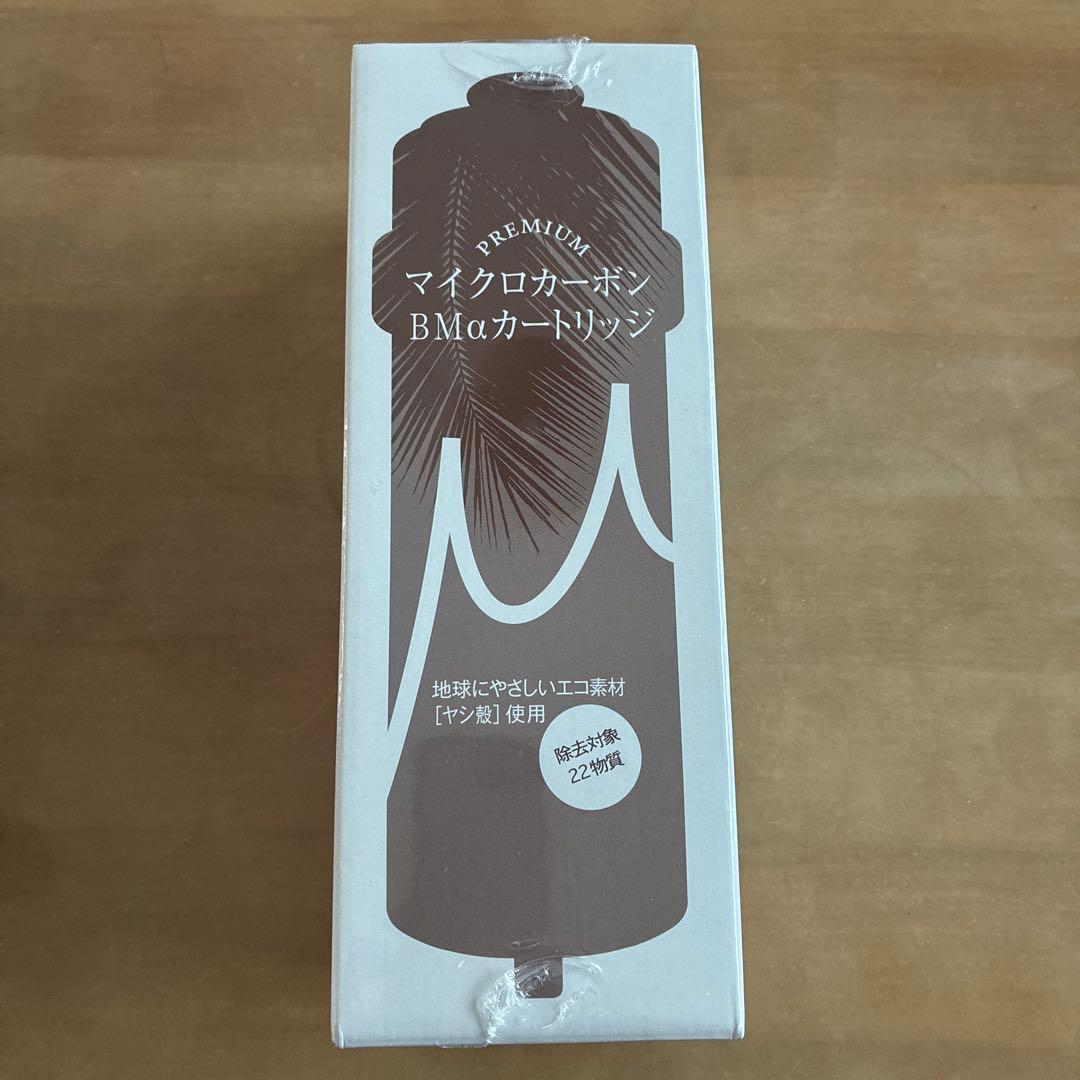 PREMIUM
マイクロカーボン
BMαカートリッジ
地球にやさしいエコ素材
[ヤシ殻]使用
除去対象
22物質